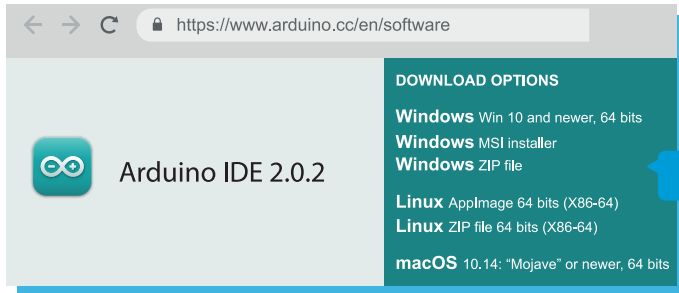 https://www.arduino.cc/en/software
Arduino IDE 2.0.2
DOWNLOAD OPTIONS
Windows Win 10 and newer, 64 bits
Windows MSI installer
Windows ZIP file
Linux AppImage 64 bits (X86-64)
Linux ZIP file 64 bits (X86-64)
macOS 10.14: “Mojave” or newer, 64 bits